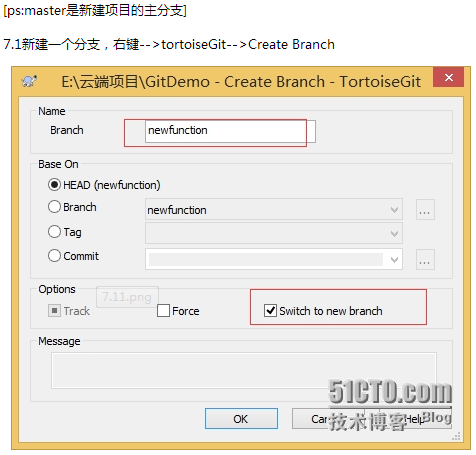 [ps:master是新建项目的主分支]
7.1新建一个分支，右键-->tortoiseGit-->Create Branch
E:\云端项目\GitDemo - Create Branch - TortoiseGit
Name
Branch newfunction
Base On
HEAD (newfunction)
Branch newfunction ...
Tag
Commit ...
Options
7.11.png
Track Force Switch to new branch
Message
51CTO.com
技术博客 Blog
OK Help